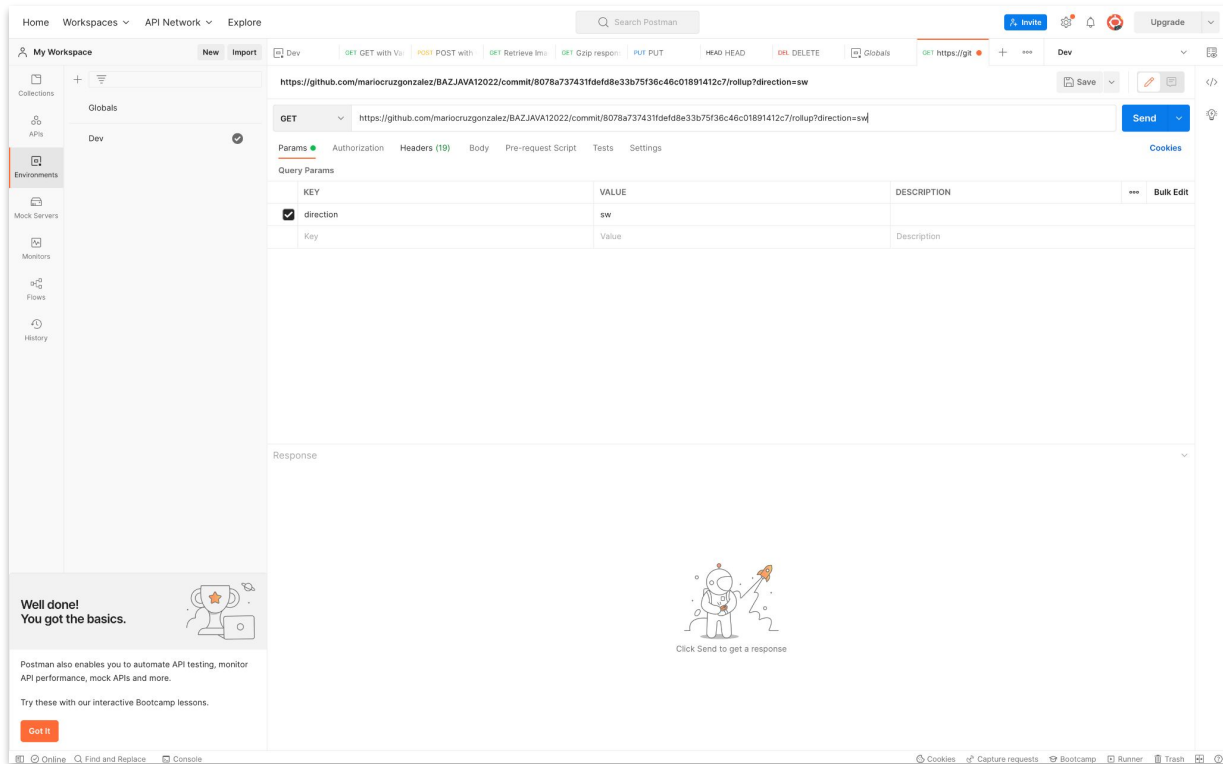 Home Workspaces API Network Explore Search Postman Invite Upgrade
My Workspace New Import
Dev GET GET with Va POST POST with GET Retrieve Ima GET Gzip respon PUT PUT HEAD HEAD DEL DELETE Globals GET https://git Dev
Collections
APIs
Environments
Mock Servers
Monitors
Flows
History
Globals
Dev
https://github.com/mariocruzgonzalez/BAZJAVA12022/commit/8078a737431fdefd8e33b75f36c46c01891412c7/rollup?direction=sw Save
GET https://github.com/mariocruzgonzalez/BAZJAVA12022/commit/8078a737431fdefd8e33b75f36c46c01891412c7/rollup?direction=sw Send
Params Authorization Headers (19) Body Pre-request Script Tests Settings Cookies
Query Params
KEY VALUE DESCRIPTION Bulk Edit
direction sw
Key Value Description
Response
Click Send to get a response
Well done!
You got the basics.
Postman also enables you to automate API testing, monitor
API performance, mock APIs and more.
Try these with our interactive Bootcamp lessons.
Got It
Online Find and Replace Console Cookies Capture requests Bootcamp Runner Trash